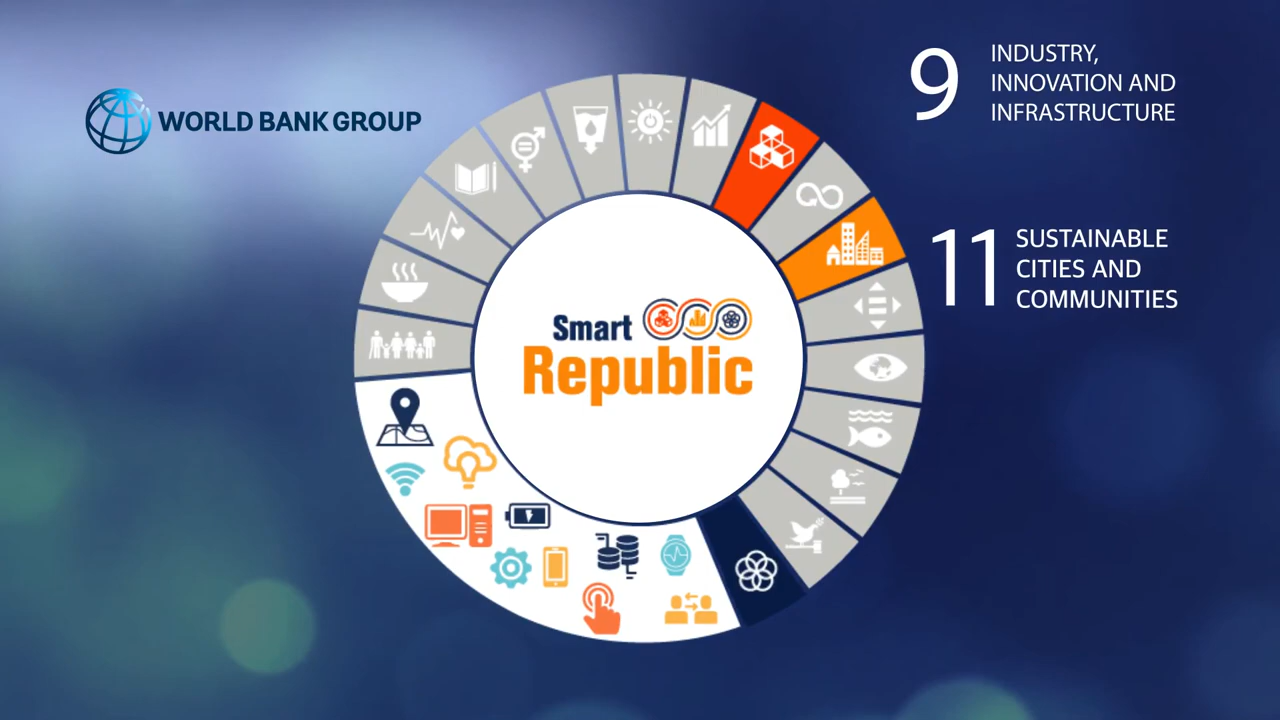 WORLD BANK GROUP
9
INDUSTRY,
INNOVATION AND
INFRASTRUCTURE
11
SUSTAINABLE
CITIES AND
COMMUNITIES
Smart
Republic